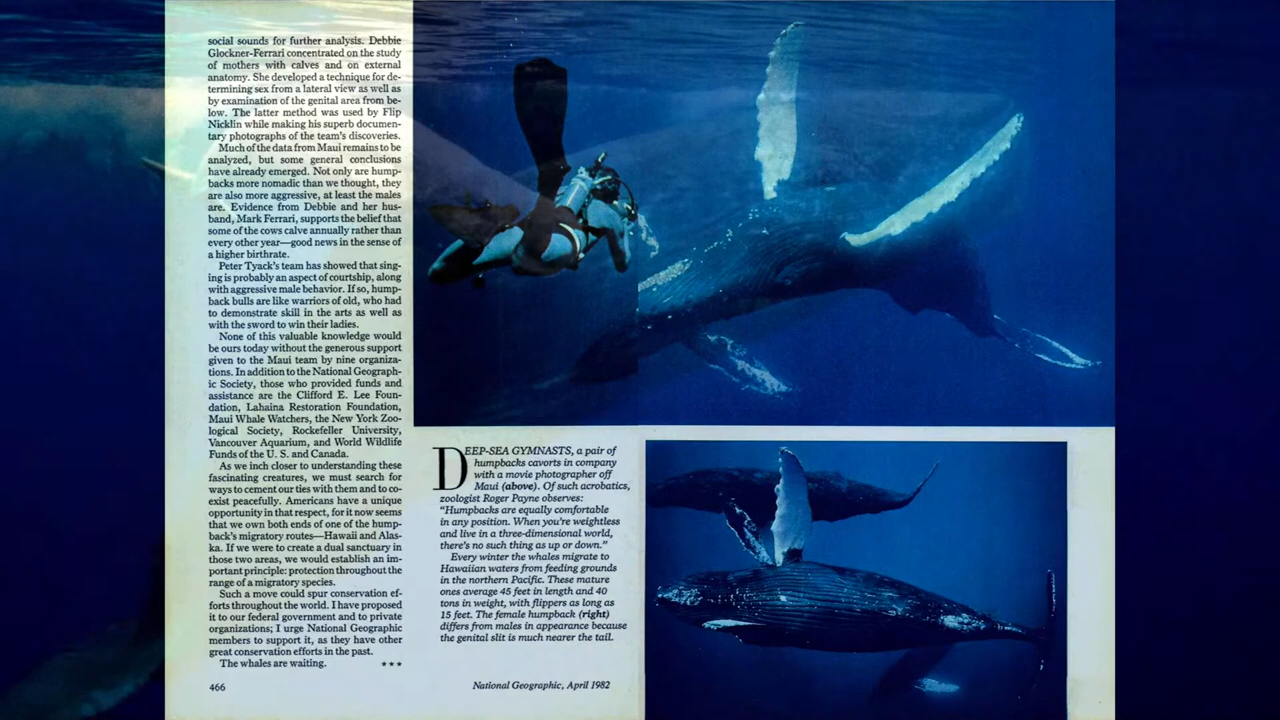 social sounds for further analysis. Debbie
Glockner-Ferrari concentrated on the study
of mothers with calves and on external
anatomy. She developed a technique for de-
termining sex from a lateral view as well as
by examination of the genital area from be-
low. The latter method was used by Flip
Nicklin while making his superb documen-
tary photographs of the team's discoveries.
Much of the data from Maui remains to be
analyzed, but some general conclusions
have already emerged. Not only are hump-
backs more nomadic than we thought, they
are also more aggressive, at least the males
are. Evidence from Debbie and her hus-
band, Mark Ferrari, supports the belief that
some of the cows calve annually rather than
every other year—good news in the sense of
a higher birthrate.
Peter Tyack's team has showed that sing-
ing is probably an aspect of courtship, along
with aggressive male behavior. If so, hump-
back bulls are like warriors of old, who had
to demonstrate skill in the arts as well as
with the sword to win their ladies.
None of this valuable knowledge would
be ours today without the generous support
given to the Maui team by nine organiza-
tions. In addition to the National Geograph-
ic Society, those who provided funds and
assistance are the Clifford E. Lee Foun-
dation, Lahaina Restoration Foundation,
Maui Whale Watchers, the New York Zoo-
logical Society, Rockefeller University,
Vancouver Aquarium, and World Wildlife
Funds of the U. S. and Canada.
As we inch closer to understanding these
fascinating creatures, we must search for
ways to cement our ties with them and to co-
exist peacefully. Americans have a unique
opportunity in that respect, for it now seems
that we own both ends of one of the hump-
back's migratory routes—Hawaii and Alas-
ka. If we were to create a dual sanctuary in
those two areas, we would establish an im-
portant principle: protection throughout the
range of a migratory species.
Such a move could spur conservation ef-
forts throughout the world. I have proposed
it to our federal government and to private
organizations; I urge National Geographic
members to support it, as they have other
great conservation efforts in the past.
The whales are waiting. ★★★
466
DEEP-SEA GYMNASTS, a pair of
humpbacks cavorts in company
with a movie photographer off
Maui (above). Of such acrobatics,
zoologist Roger Payne observes:
"Humpbacks are equally comfortable
in any position. When you're weightless
and live in a three-dimensional world,
there's no such thing as up or down."
Every winter the whales migrate to
Hawaiian waters from feeding grounds
in the northern Pacific. These mature
ones average 45 feet in length and 40
tons in weight, with flippers as long as
15 feet. The female humpback (right)
differs from males in appearance because
the genital slit is much nearer the tail.
National Geographic, April 1982